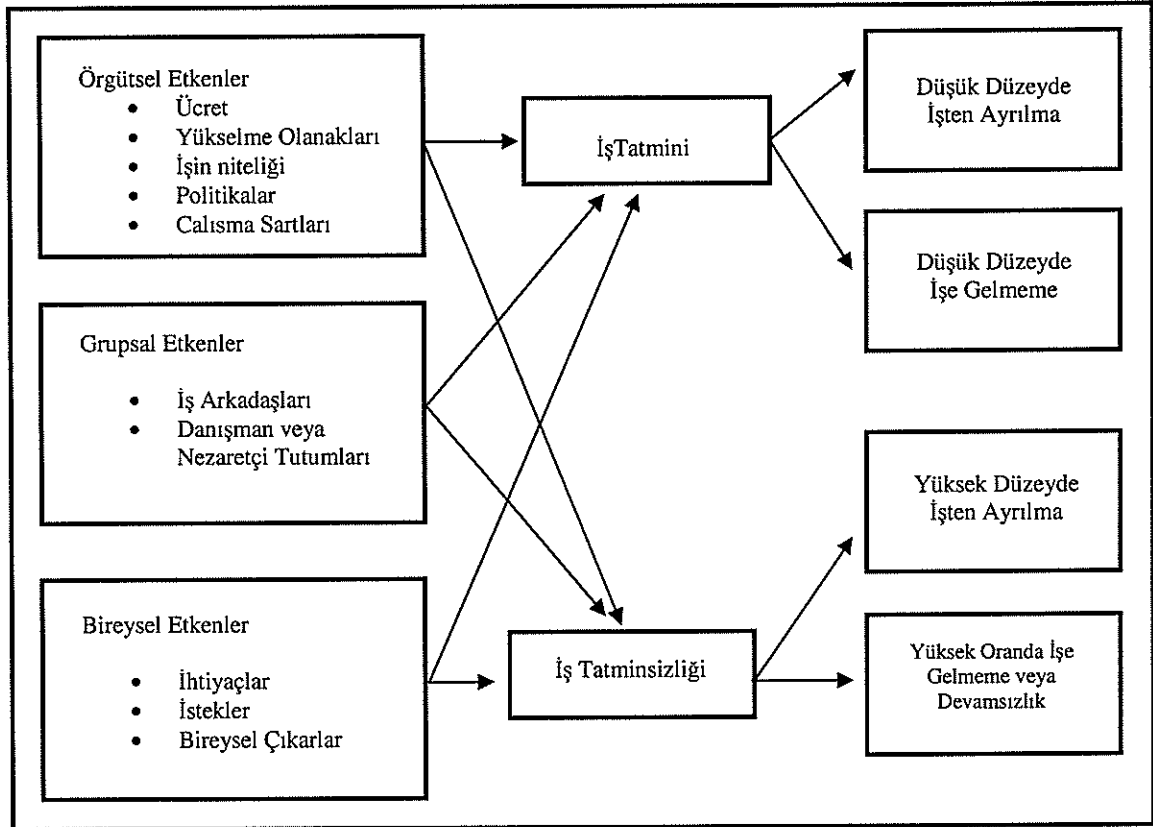 Örgütsel Etkenler
• Ücret
• Yükselme Olanakları
• İşin niteliği
• Politikalar
• Calısma Sartları
Grupsal Etkenler
• İş Arkadaşları
• Danışman veya
Nezaretçi Tutumları
Bireysel Etkenler
• İhtiyaçlar
• İstekler
• Bireysel Çıkarlar
İşTatmini
İş Tatminsizliği
Düşük Düzeyde
İşten Ayrılma
Düşük Düzeyde
İşe Gelmeme
Yüksek Düzeyde
İşten Ayrılma
Yüksek Oranda İşe
Gelmeme veya
Devamsızlık